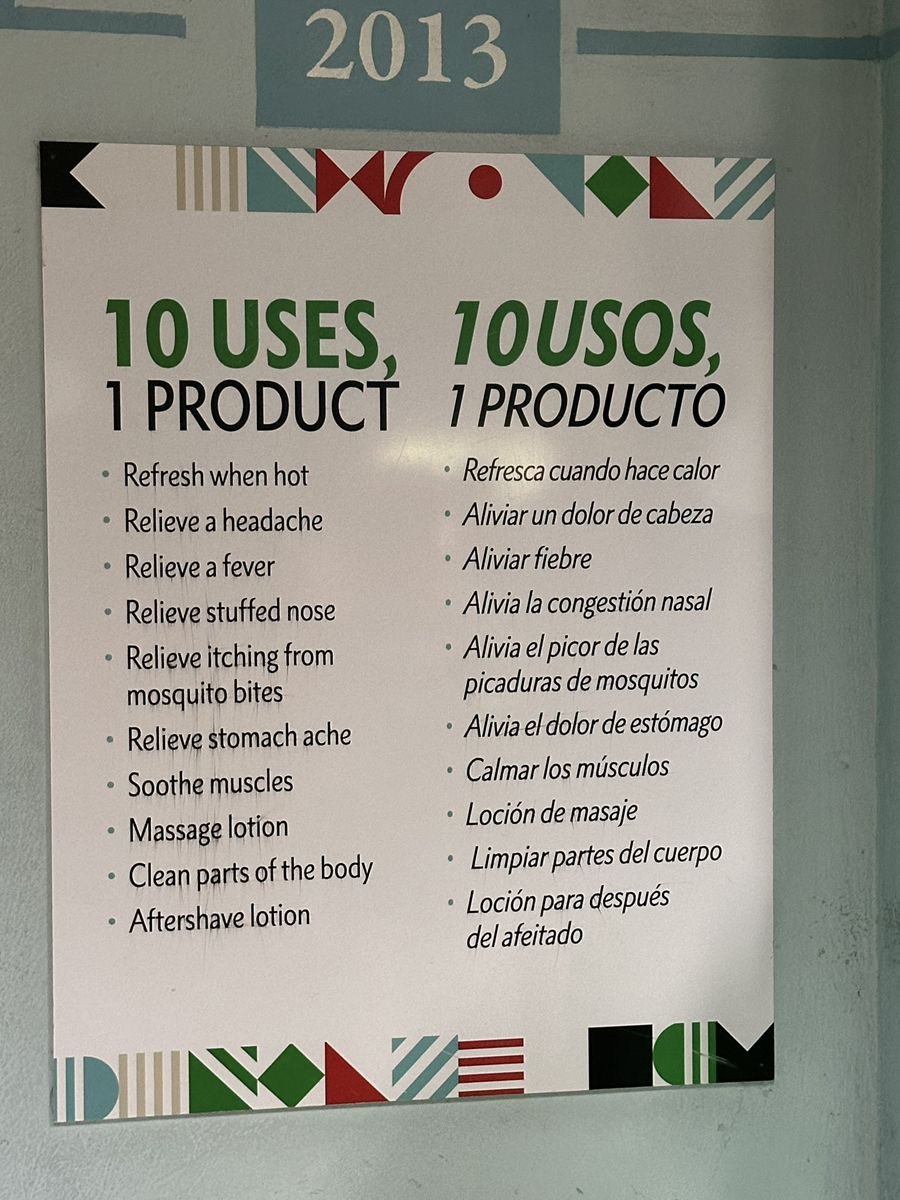 2013
10 USES,
1 PRODUCT
• Refresh when hot
• Relieve a headache
• Relieve a fever
• Relieve stuffed nose
• Relieve itching from
mosquito bites
• Relieve stomach ache
• Soothe muscles
• Massage lotion
• Clean parts of the body
• Aftershave lotion
10 USOS,
1 PRODUCTO
• Refresca cuando hace calor
• Aliviar un dolor de cabeza
• Aliviar fiebre
• Alivia la congestión nasal
• Alivia el picor de las
picaduras de mosquitos
• Alivia el dolor de estómago
• Calmar los músculos
• Loción de masaje
• Limpiar partes del cuerpo
• Loción para después
del afeitado